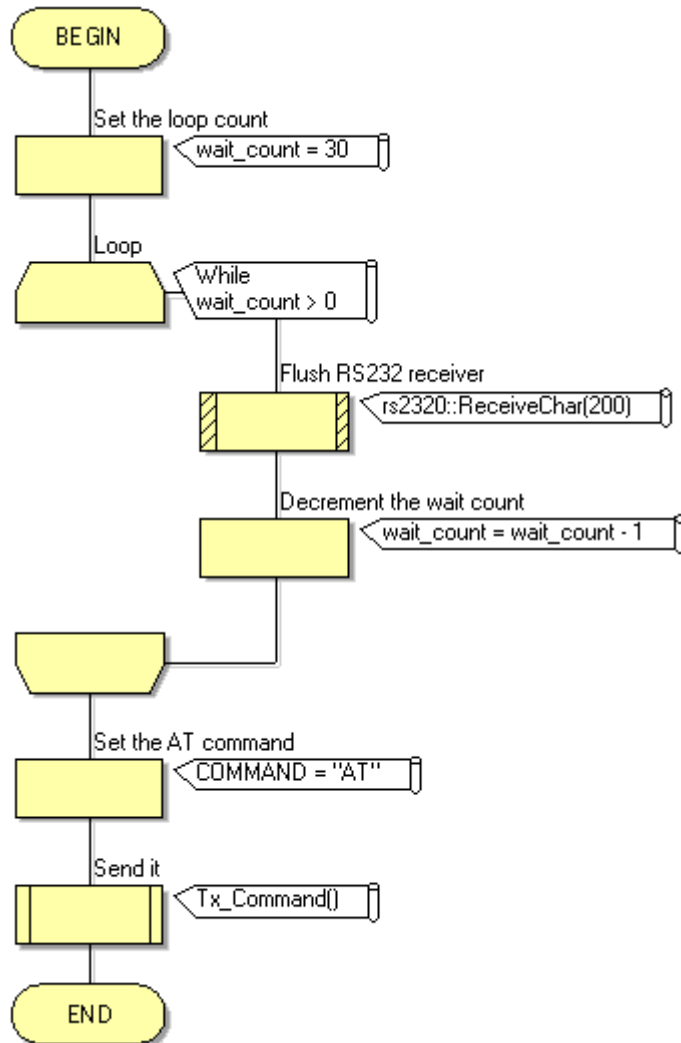 BEGIN
Set the loop count
wait_count = 30
Loop
While
wait_count > 0
Flush RS232 receiver
rs2320::ReceiveChar(200)
Decrement the wait count
wait_count = wait_count - 1
Set the AT command
COMMAND = "AT"
Send it
Tx_Command()
END